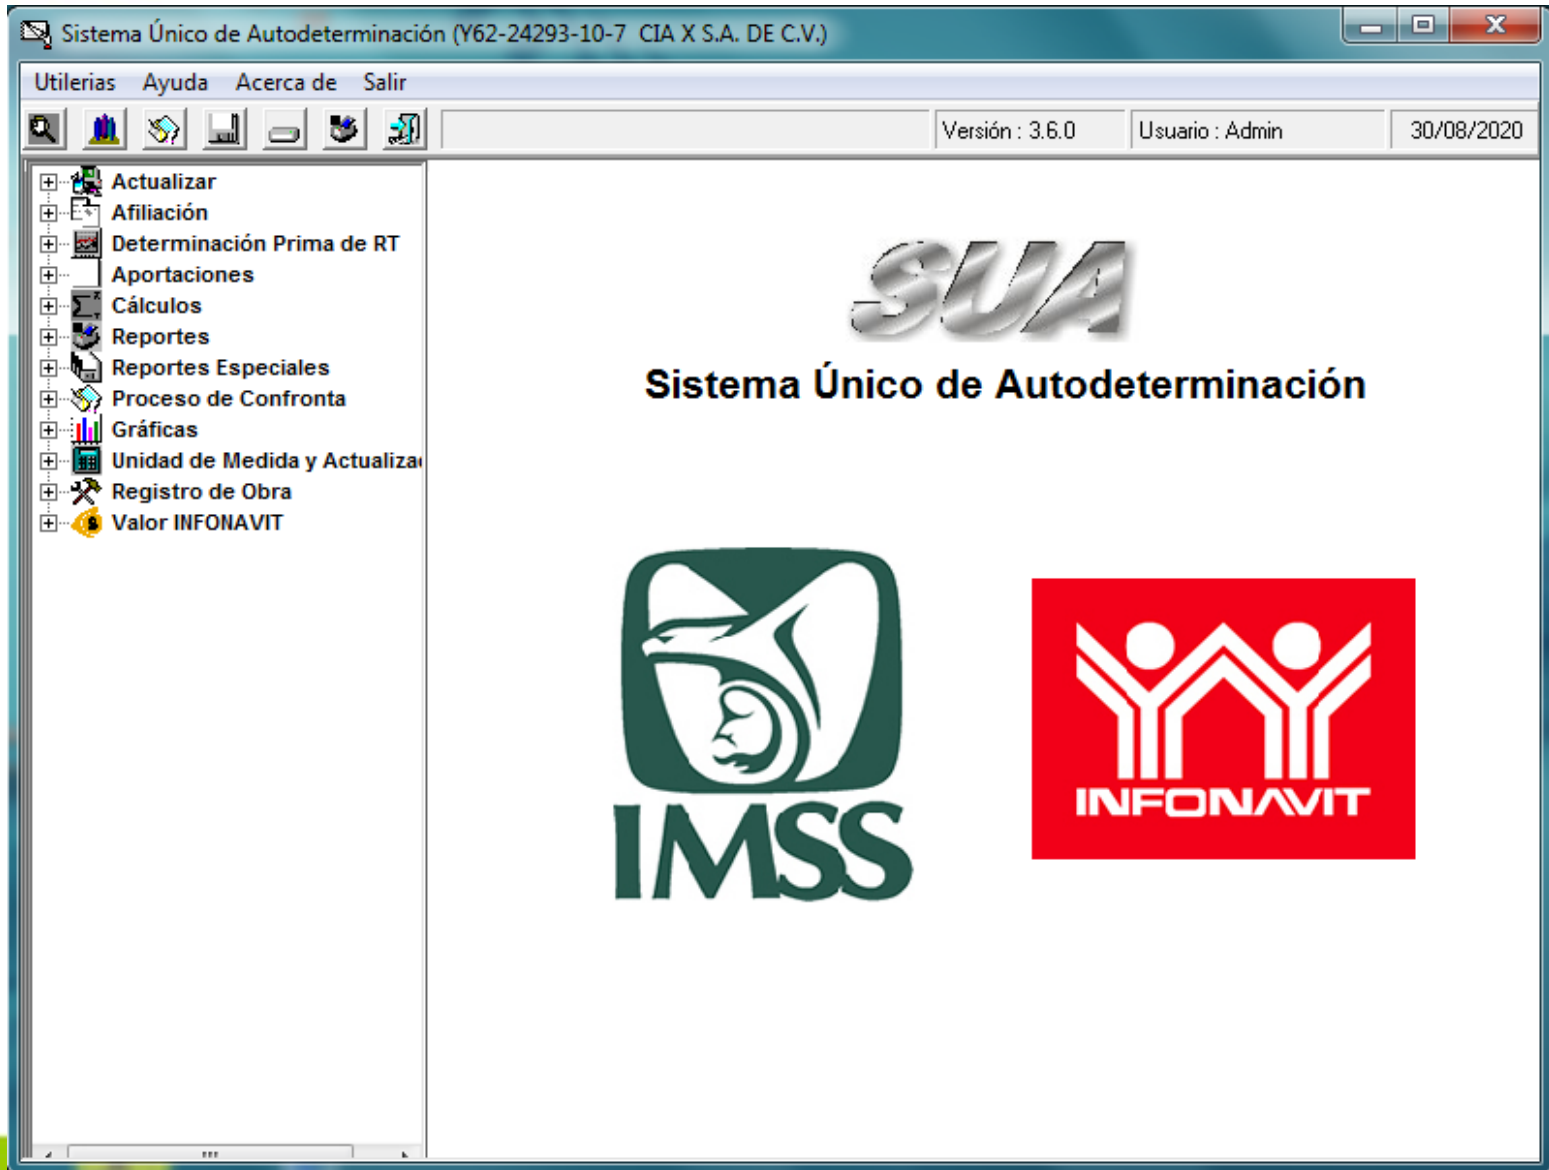 Sistema Único de Autodeterminación (Y62-24293-10-7 CIA X S.A. DE C.V.)
Utilerias Ayuda Acerca de Salir
Versión : 3.6.0 Usuario : Admin 30/08/2020
Actualizar
Afiliación
Determinación Prima de RT
Aportaciones
Cálculos
Reportes
Reportes Especiales
Proceso de Confronta
Gráficas
Unidad de Medida y Actualiza
Registro de Obra
Valor INFONAVIT
SUA
Sistema Único de Autodeterminación
IMSS
INFONAVIT